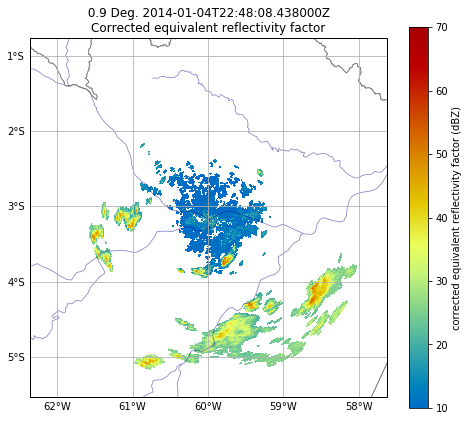 0.9 Deg. 2014-01-04T22:48:08.438000Z
Corrected equivalent reflectivity factor
1°S
2°S
3°S
4°S
5°S
62°W 61°W 60°W 59°W 58°W
70
60
50
40
30
20
10
corrected equivalent reflectivity factor (dBZ)